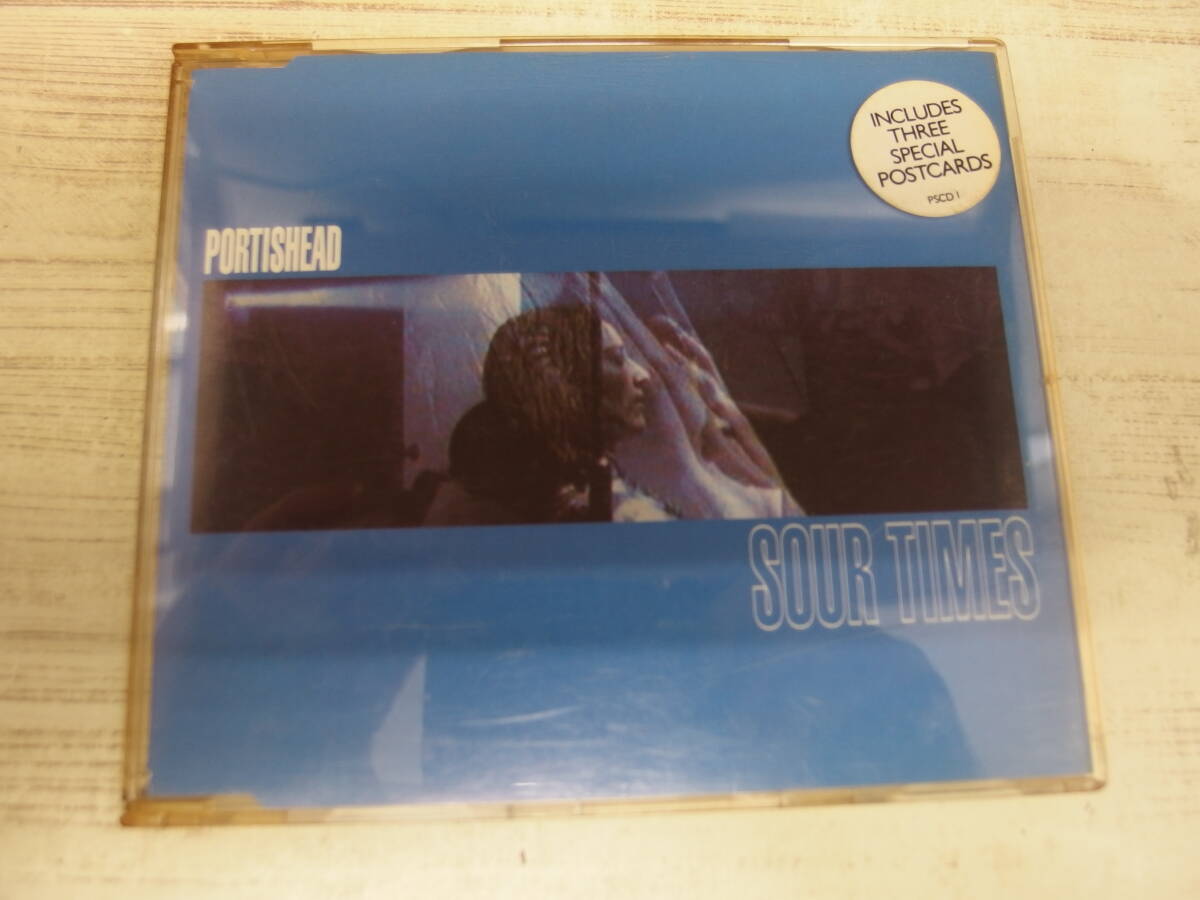 INCLUDES
THREE
SPECIAL
POSTCARDS
PSCD 1
PORTISHEAD
SOUR TIMES